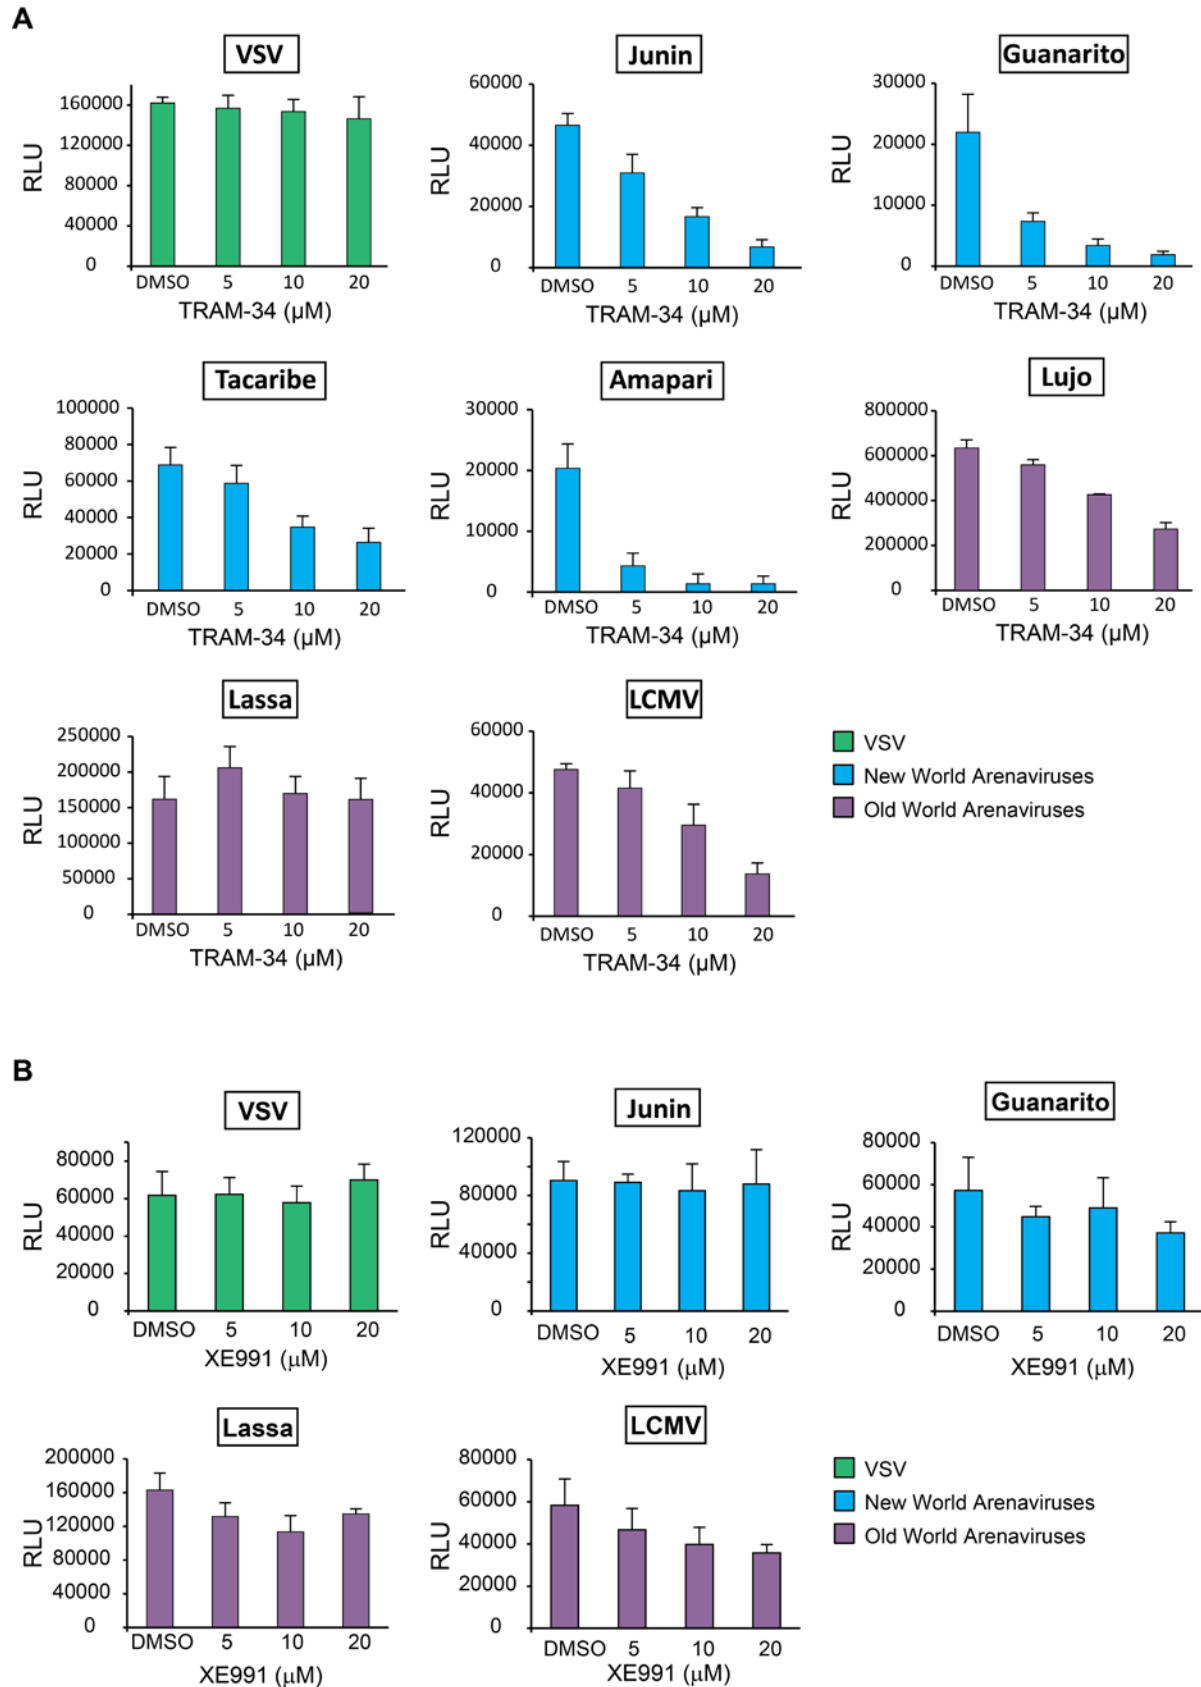 A
VSV
RLU
160000
120000
80000
40000
0
DMSO 5 10 20
TRAM-34 (µM)
Junin
RLU
60000
40000
20000
0
DMSO 5 10 20
TRAM-34 (µM)
Guanarito
RLU
30000
20000
10000
0
DMSO 5 10 20
TRAM-34 (µM)
Tacaribe
RLU
100000
80000
60000
40000
20000
0
DMSO 5 10 20
TRAM-34 (µM)
Amapari
RLU
30000
20000
10000
0
DMSO 5 10 20
TRAM-34 (µM)
Lujo
RLU
800000
600000
400000
200000
0
DMSO 5 10 20
TRAM-34 (µM)
Lassa
RLU
250000
200000
150000
100000
50000
0
DMSO 5 10 20
TRAM-34 (µM)
LCMV
RLU
60000
40000
20000
0
DMSO 5 10 20
TRAM-34 (µM)
VSV
New World Arenaviruses
Old World Arenaviruses
B
VSV
RLU
80000
60000
40000
20000
0
DMSO 5 10 20
XE991 (µM)
Junin
RLU
120000
80000
40000
0
DMSO 5 10 20
XE991 (µM)
Guanarito
RLU
80000
60000
40000
20000
0
DMSO 5 10 20
XE991 (µM)
Lassa
RLU
200000
160000
120000
80000
40000
0
DMSO 5 10 20
XE991 (µM)
LCMV
RLU
80000
60000
40000
20000
0
DMSO 5 10 20
XE991 (µM)
VSV
New World Arenaviruses
Old World Arenaviruses